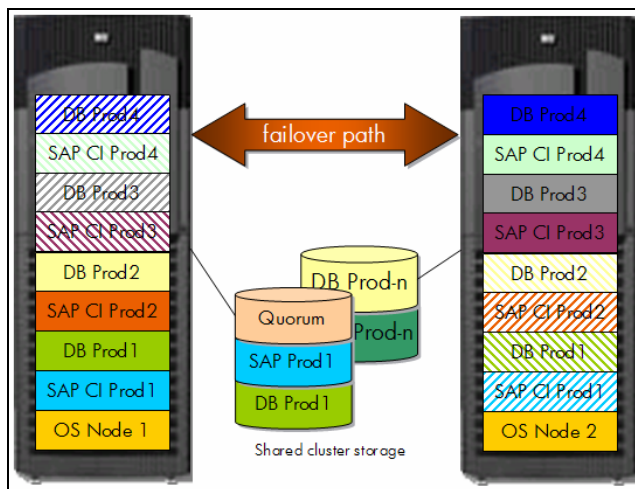 DB Prod4
SAP CI Prod4
DB Prod3
SAP CI Prod3
DB Prod2
SAP CI Prod2
DB Prod1
SAP CI Prod1
OS Node 1
failover path
DB Prod-n
Prod-n
Quorum
SAP Prod1
DB Prod1
Shared cluster storage
DB Prod4
SAP CI Prod4
DB Prod3
SAP CI Prod3
DB Prod2
SAP CI Prod2
DB Prod1
SAP CI Prod1
OS Node 2